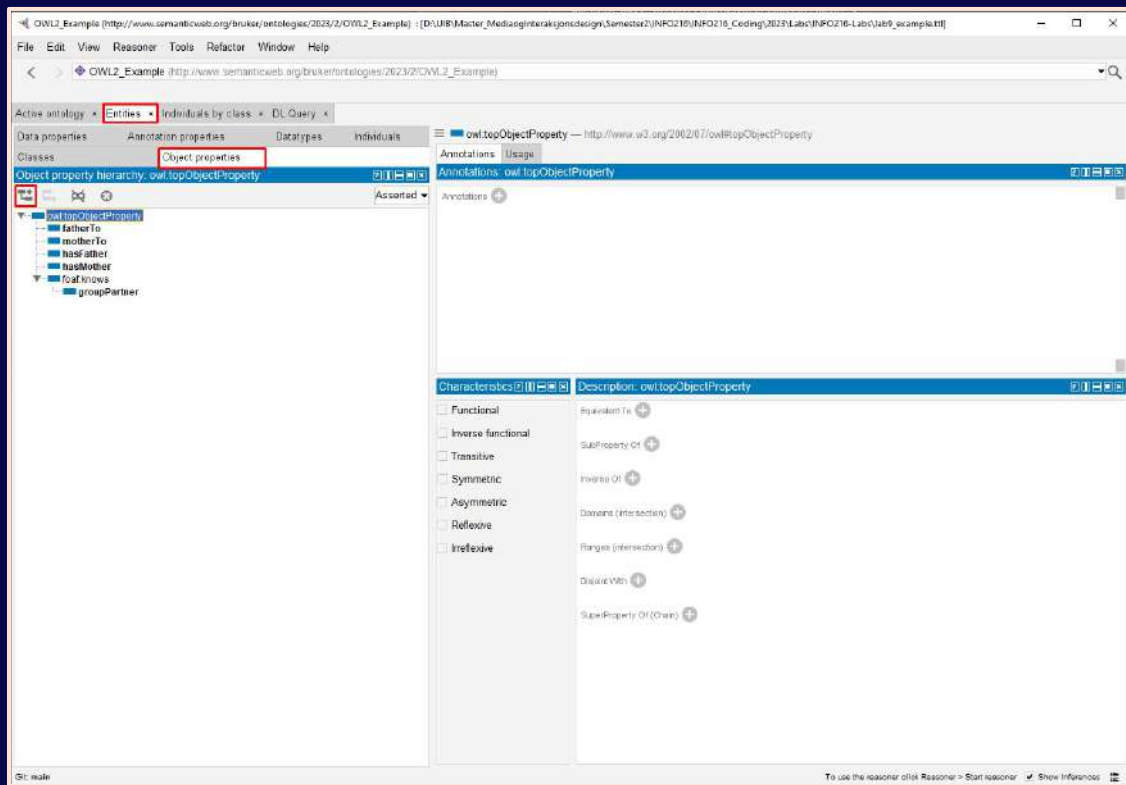 OWL2_Example (http://www.semanticweb.org/bruker/ontologies/2023/2/OWL2_Example) : [D:\UIB\Master_MediaogInteraksjonsdesign\Semester2\INFO216\INFO216_Coding\2023\Labs\INFO216-Labs\lab9_example.ttl]
File Edit View Reasoner Tools Refactor Window Help
OWL2_Example (http://www.semanticweb.org/bruker/ontologies/2023/2/OWL2_Example)
Active ontology × Entities × Individuals by class × DL Query ×
Data properties Annotation properties Datatypes Individuals
Classes Object properties
Object property hierarchy: owl:topObjectProperty
Asserted
owl:topObjectProperty
fatherTo
motherTo
hasFather
hasMother
foaf:knows
groupPartner
owl:topObjectProperty — http://www.w3.org/2002/07/owl#topObjectProperty
Annotations Usage
Annotations: owl:topObjectProperty
Annotations
Characteristics
Functional
Inverse functional
Transitive
Symmetric
Asymmetric
Reflexive
Irreflexive
Description: owl:topObjectProperty
Equivalent To
SubProperty Of
Inverse Of
Domains (intersection)
Ranges (intersection)
Disjoint With
SuperProperty Of (Chain)
Git: main
To use the reasoner click Reasoner > Start reasoner Show Inferences